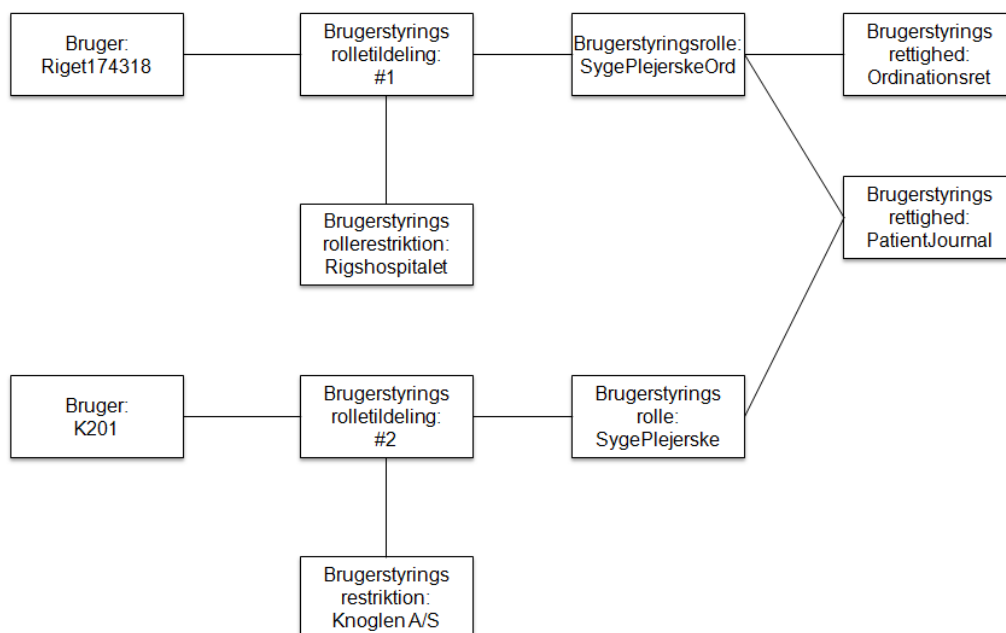 Bruger:
Riget174318
Brugerstyrings
rolletildeling:
#1
Brugerstyringsrolle:
SygePlejerskeOrd
Brugerstyrings
rettighed:
Ordinationsret
Brugerstyrings
rettighed:
PatientJournal
Brugerstyrings
rollerestriktion:
Rigshospitalet
Bruger:
K201
Brugerstyrings
rolletildeling:
#2
Brugerstyrings
rolle:
SygePlejerske
Brugerstyrings
restriktion:
Knoglen A/S